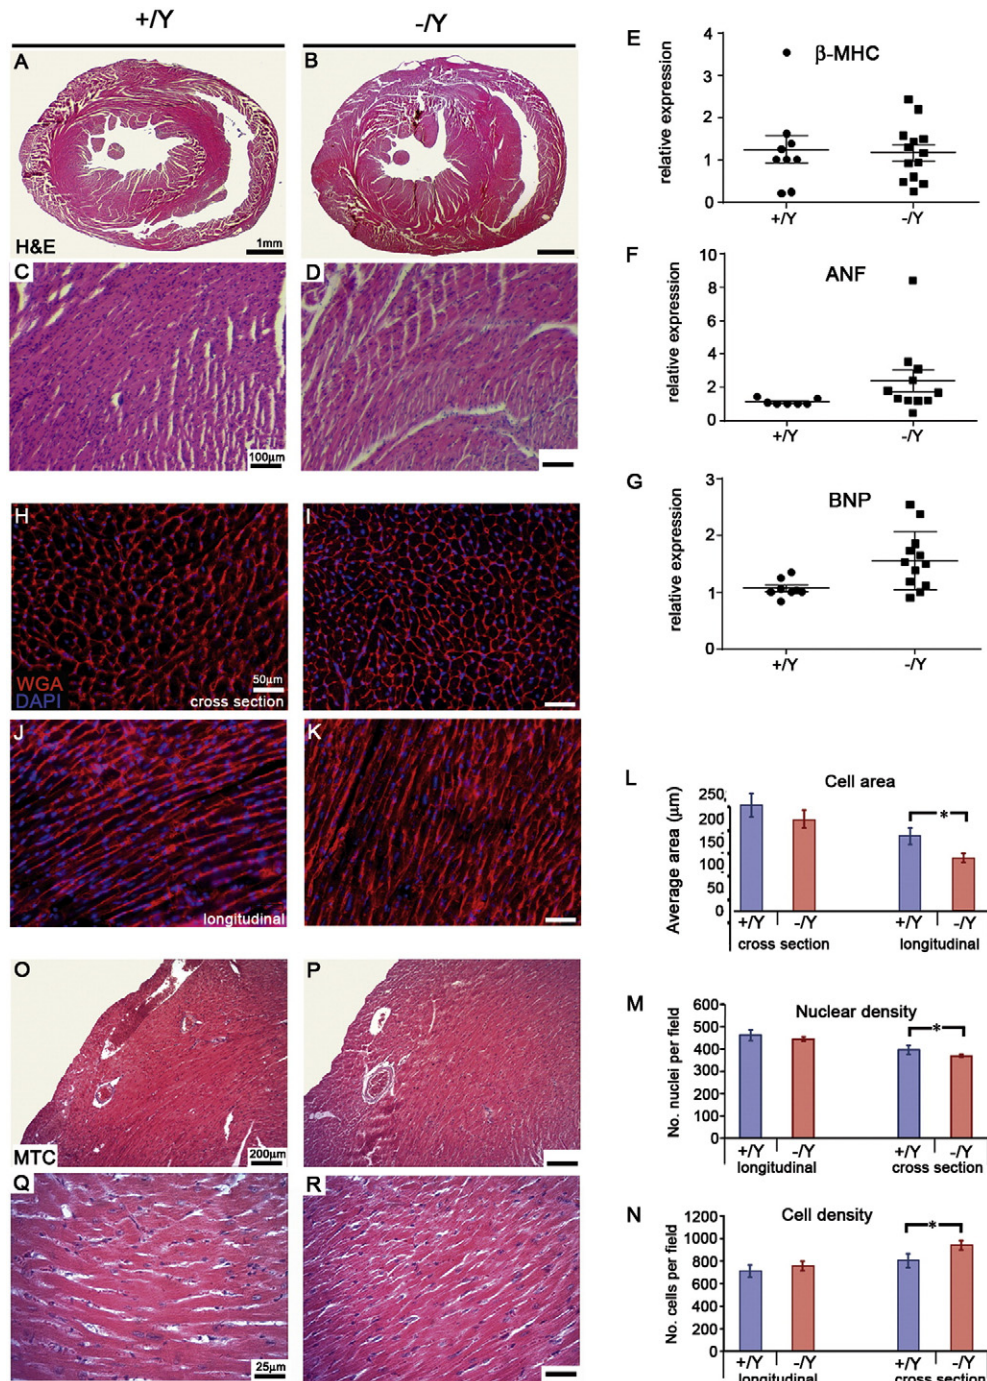 +/Y
-/Y
A
B
H&E
1mm
C
D
100µm
H
I
WGA
DAPI
50µm
cross section
J
K
longitudinal
O
P
MTC
200µm
Q
R
25µm
E
β-MHC
relative expression
4
3
2
1
0
+/Y
-/Y
F
ANF
relative expression
10
8
6
4
2
0
+/Y
-/Y
G
BNP
relative expression
3
2
1
0
+/Y
-/Y
L
Cell area
Average area (µm)
250
200
150
100
50
0
*
+/Y
-/Y
+/Y
-/Y
cross section
longitudinal
M
Nuclear density
No. nuclei per field
600
500
400
300
200
100
0
*
+/Y
-/Y
+/Y
-/Y
longitudinal
cross section
N
Cell density
No. cells per field
1200
1000
800
600
400
200
0
*
+/Y
-/Y
+/Y
-/Y
longitudinal
cross section